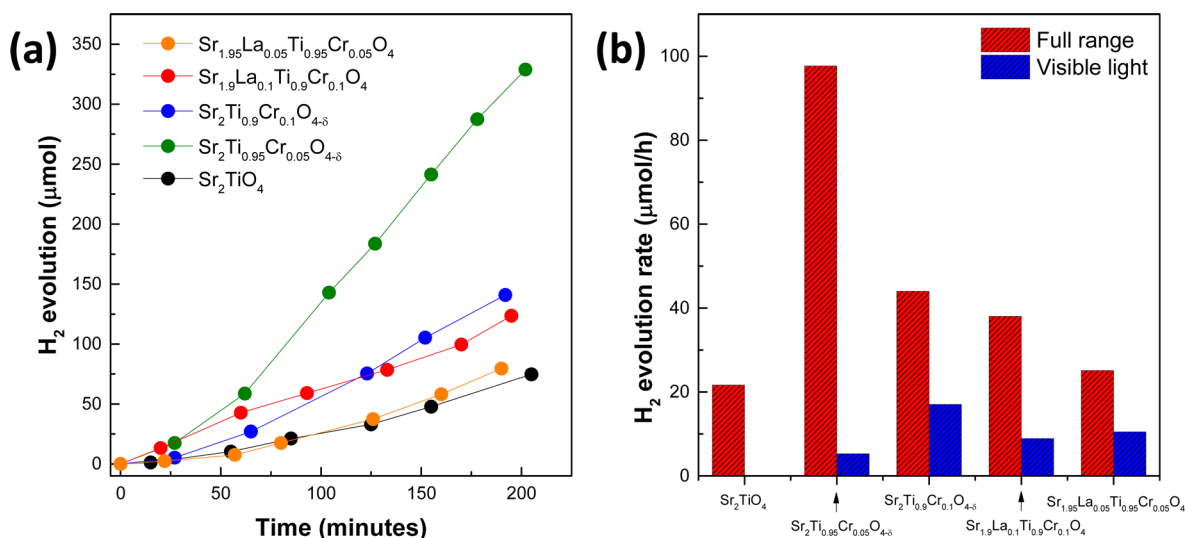 (a)
H₂ evolution (μmol)
350
300
250
200
150
100
50
0
Sr₁.₉₅La₀.₀₅Ti₀.₉₅Cr₀.₀₅O₄
Sr₁.₉La₀.₁Ti₀.₉Cr₀.₁O₄
Sr₂Ti₀.₉Cr₀.₁O₄₋δ
Sr₂Ti₀.₉₅Cr₀.₀₅O₄₋δ
Sr₂TiO₄
0 50 100 150 200
Time (minutes)
(b)
H₂ evolution rate (μmol/h)
100
80
60
40
20
0
Full range
Visible light
Sr₂TiO₄
Sr₂Ti₀.₉₅Cr₀.₀₅O₄₋δ
Sr₂Ti₀.₉Cr₀.₁O₄₋δ
Sr₁.₉La₀.₁Ti₀.₉Cr₀.₁O₄
Sr₁.₉₅La₀.₀₅Ti₀.₉₅Cr₀.₀₅O₄